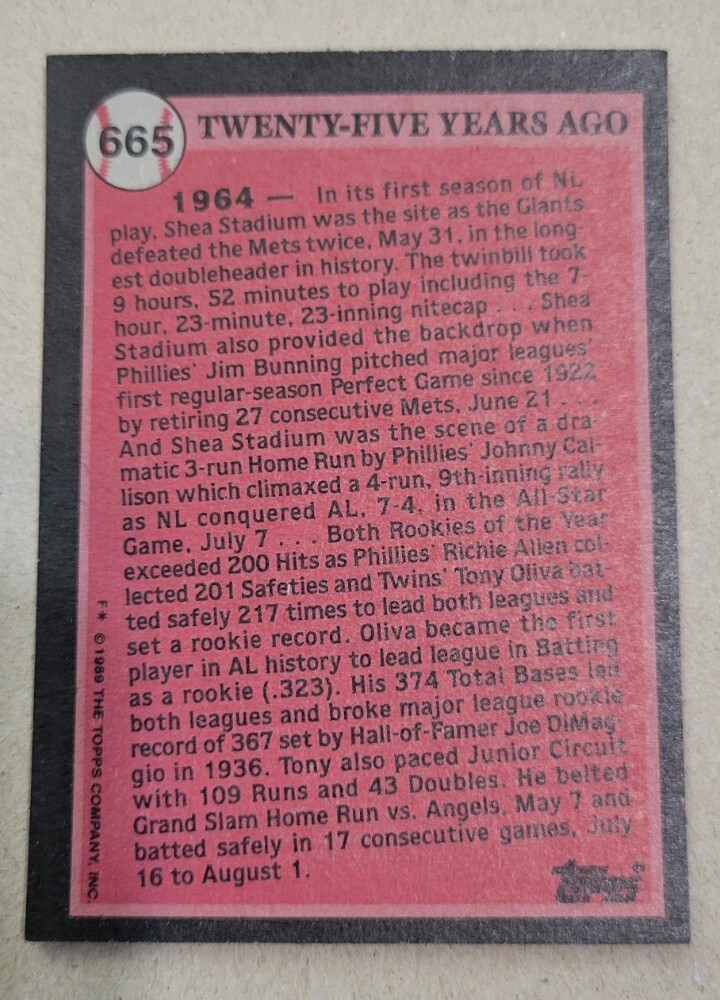 665
TWENTY-FIVE YEARS AGO
1964 — In its first season of NL
play, Shea Stadium was the site as the Giants
defeated the Mets twice, May 31, in the long-
est doubleheader in history. The twinbill took
9 hours, 52 minutes to play including the 7-
hour, 23-minute, 23-inning nitecap . . . Shea
Stadium also provided the backdrop when
Phillies' Jim Bunning pitched major leagues'
first regular-season Perfect Game since 1922
by retiring 27 consecutive Mets, June 21 . . .
And Shea Stadium was the scene of a dra-
matic 3-run Home Run by Phillies' Johnny Cal-
lison which climaxed a 4-run, 9th-inning rally
as NL conquered AL, 7-4, in the All-Star
Game, July 7 . . . Both Rookies of the Year
exceeded 200 Hits as Phillies' Richie Allen col-
lected 201 Safeties and Twins' Tony Oliva bat-
ted safely 217 times to lead both leagues and
set a rookie record. Oliva became the first
player in AL history to lead league in Batting
as a rookie (.323). His 374 Total Bases led
both leagues and broke major league rookie
record of 367 set by Hall-of-Famer Joe DiMag-
gio in 1936. Tony also paced Junior Circuit
with 109 Runs and 43 Doubles. He belted
Grand Slam Home Run vs. Angels, May 7 and
batted safely in 17 consecutive games, July
16 to August 1.
topps
F* © 1989 THE TOPPS COMPANY, INC.